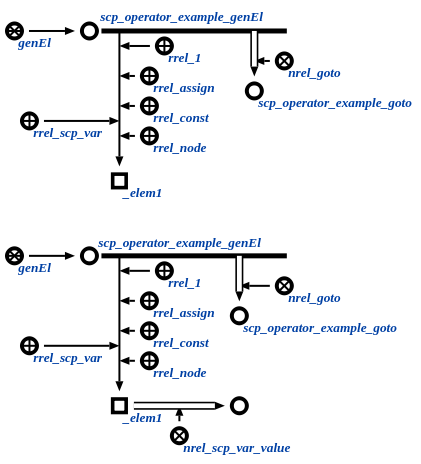 scp_operator_example_genEl
genEl
rrel_1
rrel_assign
nrel_goto
scp_operator_example_goto
rrel_const
rrel_scp_var
rrel_node
_elem1
scp_operator_example_genEl
genEl
rrel_1
nrel_goto
rrel_assign
scp_operator_example_goto
rrel_const
rrel_scp_var
rrel_node
_elem1
nrel_scp_var_value